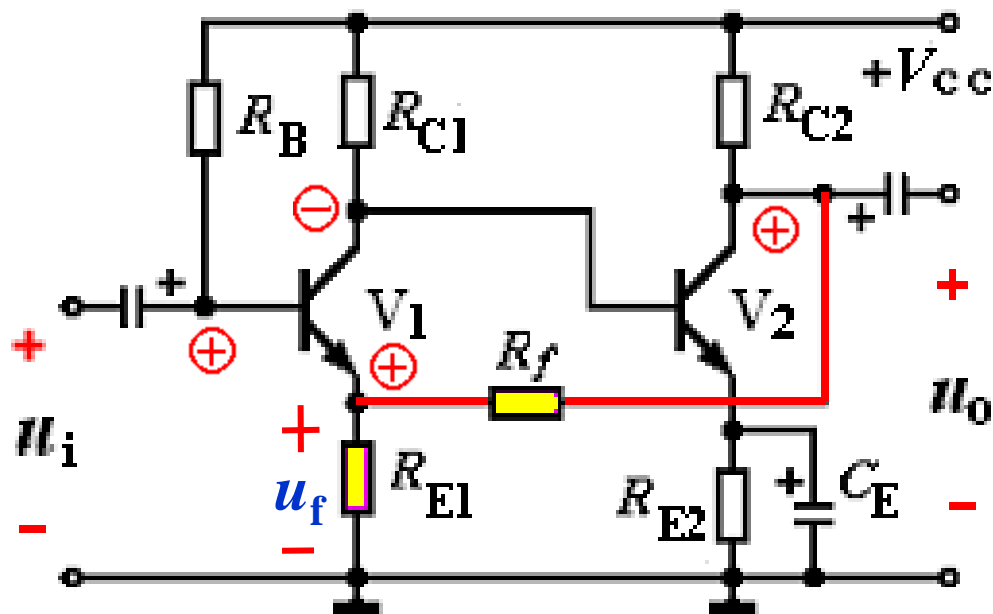 +V_CC
R_B
R_C1
R_C2
−
+
+
+
+
V_1
V_2
+
+
+
R_f
+
u_i
u_f
R_E1
R_E2
+
C_E
u_o
−
−
−